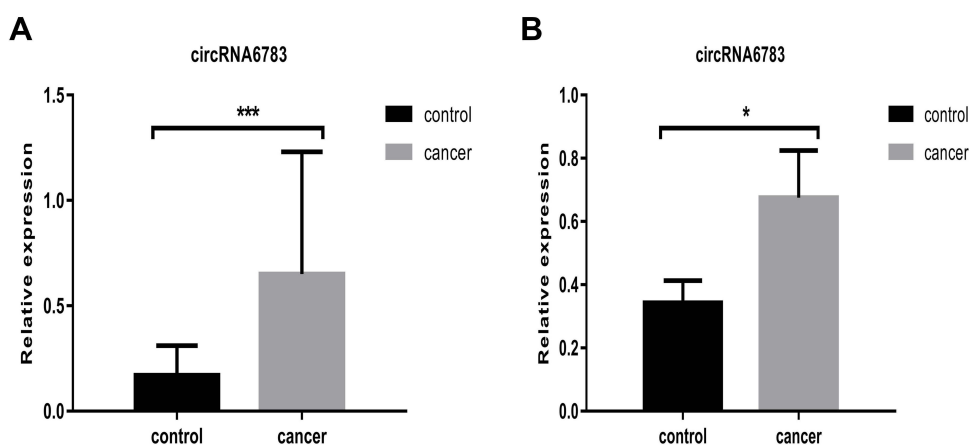 A
circRNA6783
Relative expression
1.5
1.0
0.5
0.0
***
control
cancer
control
cancer
B
circRNA6783
Relative expression
1.0
0.8
0.6
0.4
0.2
0.0
*
control
cancer
control
cancer